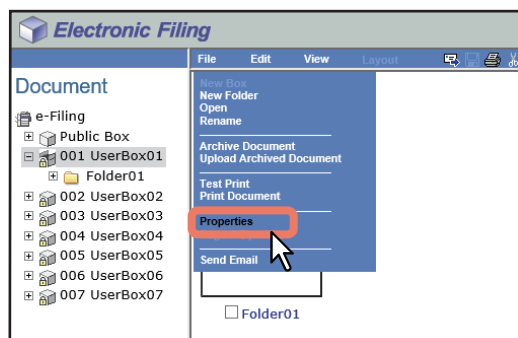 Electronic Filing
File Edit View Layout
Document
e-Filing
Public Box
001 UserBox01
Folder01
002 UserBox02
003 UserBox03
004 UserBox04
005 UserBox05
006 UserBox06
007 UserBox07
New Box
New Folder
Open
Rename
Archive Document
Upload Archived Document
Test Print
Print Document
Properties
Send Email
Folder01